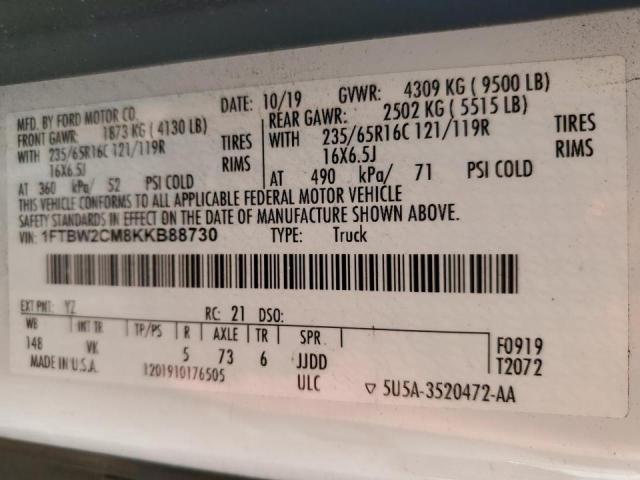 MFD. BY FORD MOTOR CO. DATE: 10/19 GVWR: 4309 KG ( 9500 LB)
FRONT GAWR: 1873 KG ( 4130 LB) REAR GAWR: 2502 KG ( 5515 LB)
WITH 235/65R16C 121/119R TIRES WITH 235/65R16C 121/119R TIRES
16X6.5J RIMS 16X6.5J RIMS
AT 360 kPa/ 52 PSI COLD AT 490 kPa/ 71 PSI COLD
THIS VEHICLE CONFORMS TO ALL APPLICABLE FEDERAL MOTOR VEHICLE
SAFETY STANDARDS IN EFFECT ON THE DATE OF MANUFACTURE SHOWN ABOVE.
VIN: 1FTBW2CM8KKB88730 TYPE: Truck
EXT PNT: YZ RC: 21 DSO:
WB INT TR TP/PS R AXLE TR SPR F0919
148 VK 5 73 6 JJDD T2072
MADE IN U.S.A. 1201910176505 ULC ▽ 5U5A-3520472-AA